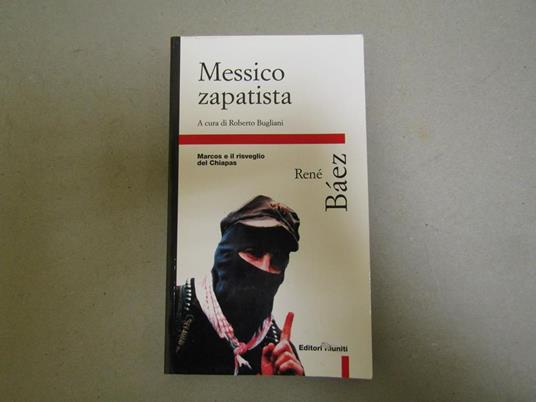 Messico
zapatista
A cura di Roberto Bugliani
Marcos e il risveglio
del Chiapas
René
Báez
Editori Riuniti